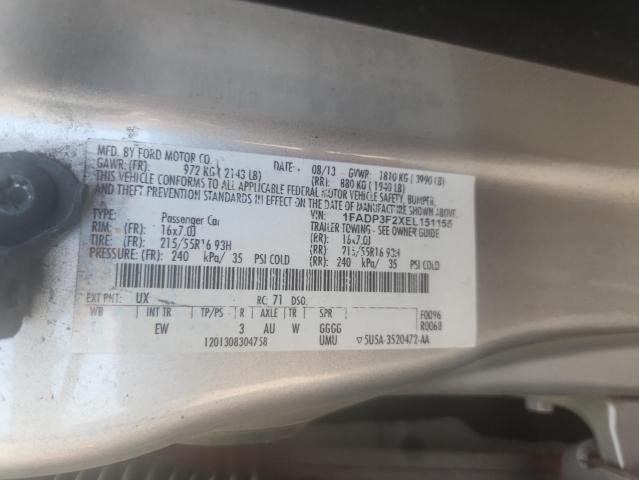 MFD. BY FORD MOTOR CO.
DATE: 08/13 GVWR: 1810 KG (3990 LB)
GAWR: (FR) 972 KG (2143 LB) (RR) 880 KG (1940 LB)
THIS VEHICLE CONFORMS TO ALL APPLICABLE FEDERAL MOTOR VEHICLE SAFETY, BUMPER,
AND THEFT PREVENTION STANDARDS IN EFFECT ON THE DATE OF MANUFACTURE SHOWN ABOVE.
VIN: 1FADP3F2XEL151155
TYPE: Passenger Car TRAILER TOWING - SEE OWNER GUIDE
RIM: (FR) 16x7.0J (RR) 16x7.0J
TIRE: (FR) 215/55R16 93H (RR) 215/55R16 93H
PRESSURE: (FR) 240 kPa/ 35 PSI COLD (RR) 240 kPa/ 35 PSI COLD
EXT PNT: UX RC: 71 DSO:
WB INT TR TP/PS R AXLE TR SPR
EW 3 AU W GGGG
F0096
R0068
1201308304758 UMU 5U5A-3520472-AA